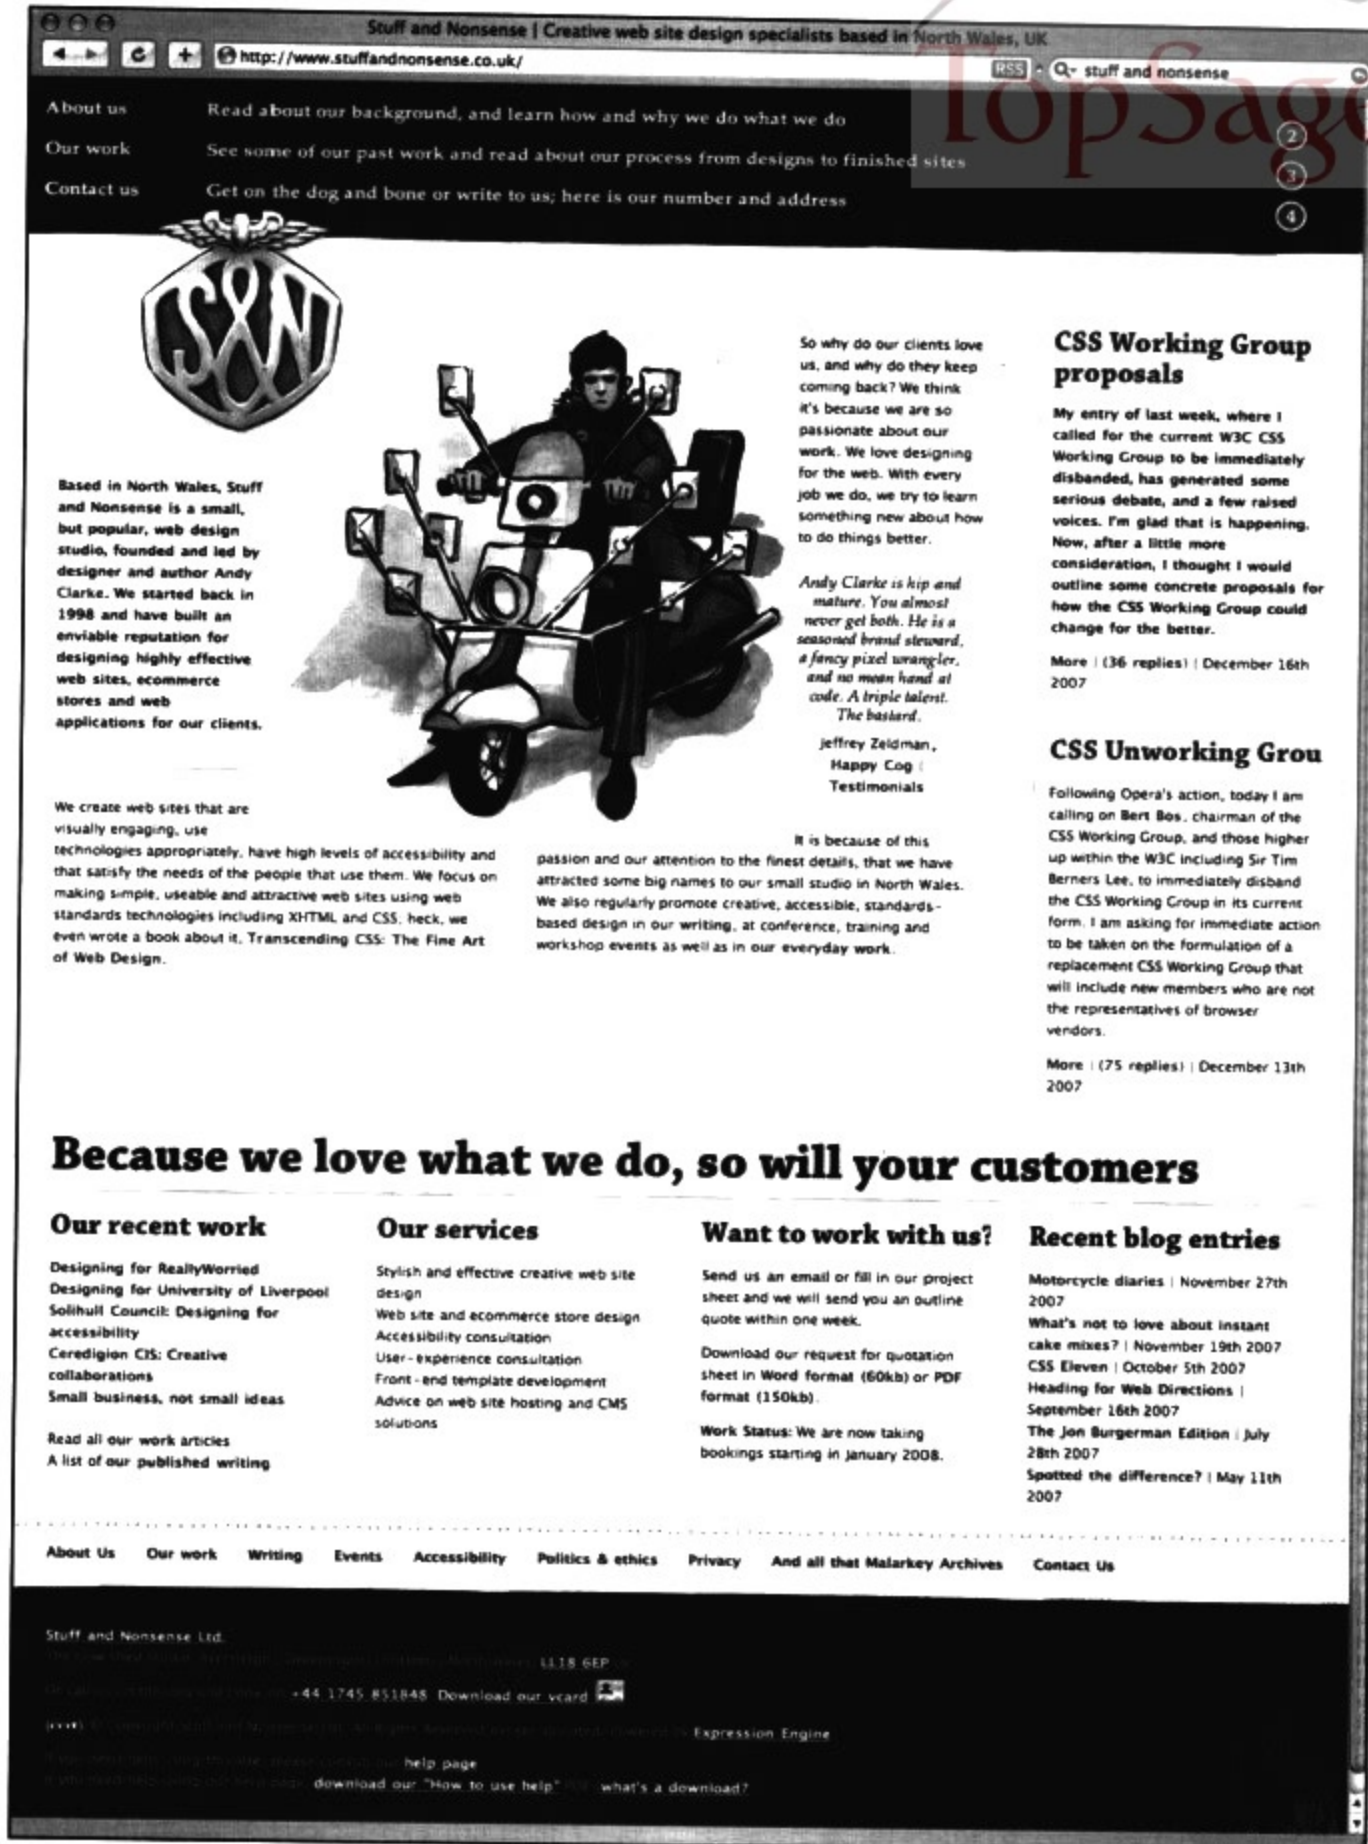 Stuff and Nonsense | Creative web site design specialists based in North Wales, UK
http://www.stuffandnonsense.co.uk/
RSS
stuff and nonsense
TopSage
About us
Read about our background, and learn how and why we do what we do
2
Our work
See some of our past work and read about our process from designs to finished sites
3
Contact us
Get on the dog and bone or write to us; here is our number and address
4
S&N
Based in North Wales, Stuff
and Nonsense is a small,
but popular, web design
studio, founded and led by
designer and author Andy
Clarke. We started back in
1998 and have built an
enviable reputation for
designing highly effective
web sites, ecommerce
stores and web
applications for our clients.
We create web sites that are
visually engaging, use
technologies appropriately, have high levels of accessibility and
that satisfy the needs of the people that use them. We focus on
making simple, useable and attractive web sites using web
standards technologies including XHTML and CSS, heck, we
even wrote a book about it, Transcending CSS: The Fine Art
of Web Design.
So why do our clients love
us, and why do they keep
coming back? We think
it's because we are so
passionate about our
work. We love designing
for the web. With every
job we do, we try to learn
something new about how
to do things better.
Andy Clarke is hip and
mature. You almost
never get both. He is a
seasoned brand steward,
a fancy pixel wrangler,
and no mean hand at
code. A triple talent.
The bastard.
Jeffrey Zeldman,
Happy Cog |
Testimonials
It is because of this
passion and our attention to the finest details, that we have
attracted some big names to our small studio in North Wales.
We also regularly promote creative, accessible, standards-
based design in our writing, at conference, training and
workshop events as well as in our everyday work.
CSS Working Group
proposals
My entry of last week, where I
called for the current W3C CSS
Working Group to be immediately
disbanded, has generated some
serious debate, and a few raised
voices. I'm glad that is happening.
Now, after a little more
consideration, I thought I would
outline some concrete proposals for
how the CSS Working Group could
change for the better.
More | (36 replies) | December 16th
2007
CSS Unworking Grou
Following Opera's action, today I am
calling on Bert Bos, chairman of the
CSS Working Group, and those higher
up within the W3C including Sir Tim
Berners Lee, to immediately disband
the CSS Working Group in its current
form. I am asking for immediate action
to be taken on the formulation of a
replacement CSS Working Group that
will include new members who are not
the representatives of browser
vendors.
More | (75 replies) | December 13th
2007
Because we love what we do, so will your customers
Our recent work
Designing for ReallyWorried
Designing for University of Liverpool
Solihull Council: Designing for
accessibility
Ceredigion CIS: Creative
collaborations
Small business, not small ideas
Read all our work articles
A list of our published writing
Our services
Stylish and effective creative web site
design
Web site and ecommerce store design
Accessibility consultation
User-experience consultation
Front-end template development
Advice on web site hosting and CMS
solutions
Want to work with us?
Send us an email or fill in our project
sheet and we will send you an outline
quote within one week.
Download our request for quotation
sheet in Word format (60kb) or PDF
format (150kb).
Work Status: We are now taking
bookings starting in January 2008.
Recent blog entries
Motorcycle diaries | November 27th
2007
What's not to love about instant
cake mixes? | November 19th 2007
CSS Eleven | October 5th 2007
Heading for Web Directions |
September 16th 2007
The Jon Burgerman Edition | July
28th 2007
Spotted the difference? | May 11th
2007
About Us Our work Writing Events Accessibility Politics & ethics Privacy And all that Malarkey Archives Contact Us
Stuff and Nonsense Ltd.
LL18 6EP
+44 1745 851848 Download our vcard
Expression Engine
help page
download our "How to use help" what's a download?